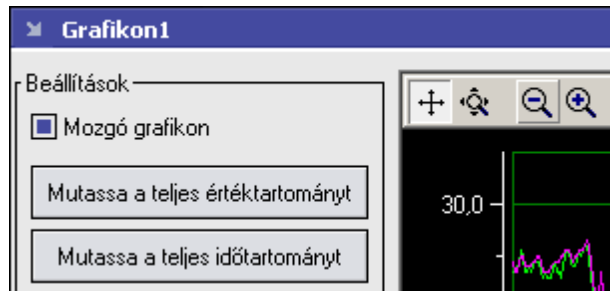 Grafikon1
Beállítások
Mozgó grafikon
Mutassa a teljes értéktartományt
30,0
Mutassa a teljes időtartományt